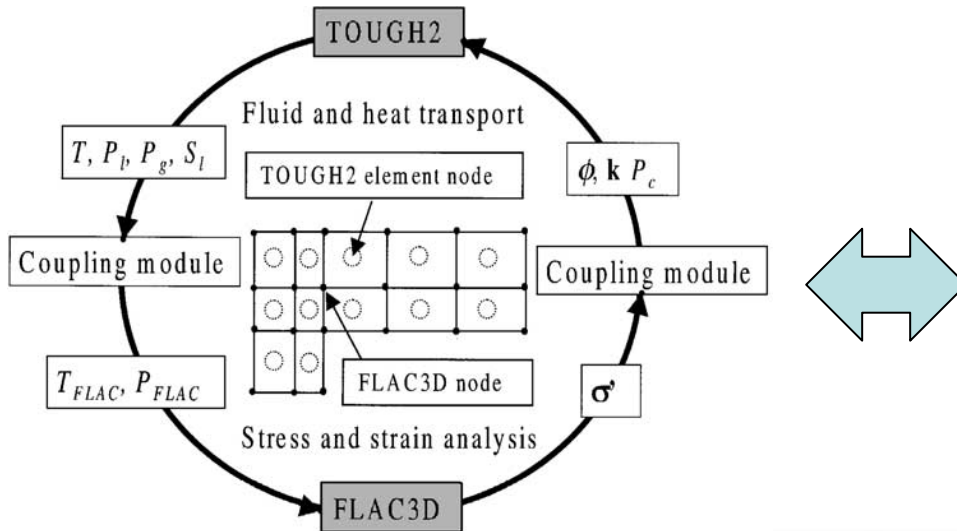 TOUGH2
Fluid and heat transport
T, P_l, P_g, S_l
TOUGH2 element node
ϕ, k P_c
Coupling module
Coupling module
FLAC3D node
T_FLAC, P_FLAC
σ'
Stress and strain analysis
FLAC3D